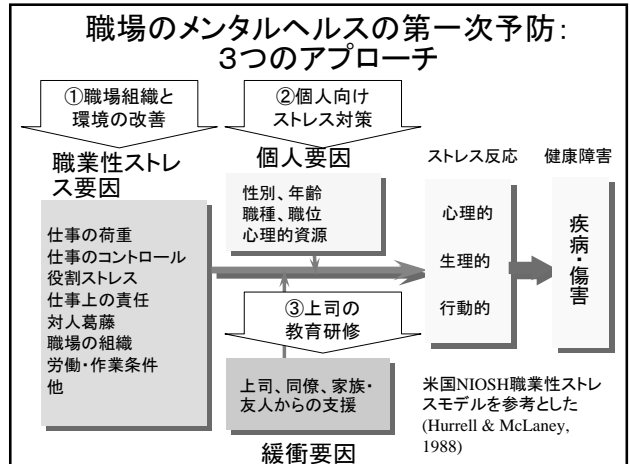 職場のメンタルヘルスの第一次予防:
3つのアプローチ
①職場組織と
環境の改善
②個人向け
ストレス対策
職業性ストレ
ス要因
仕事の荷重
仕事のコントロール
役割ストレス
仕事上の責任
対人葛藤
職場の組織
労働・作業条件
他
個人要因
性別、年齢
職種、職位
心理的資源
③上司の
教育研修
上司、同僚、家族・
友人からの支援
緩衝要因
ストレス反応
心理的
生理的
行動的
健康障害
疾病・傷害
米国NIOSH職業性ストレ
スモデルを参考とした
(Hurrell & McLaney,
1988)